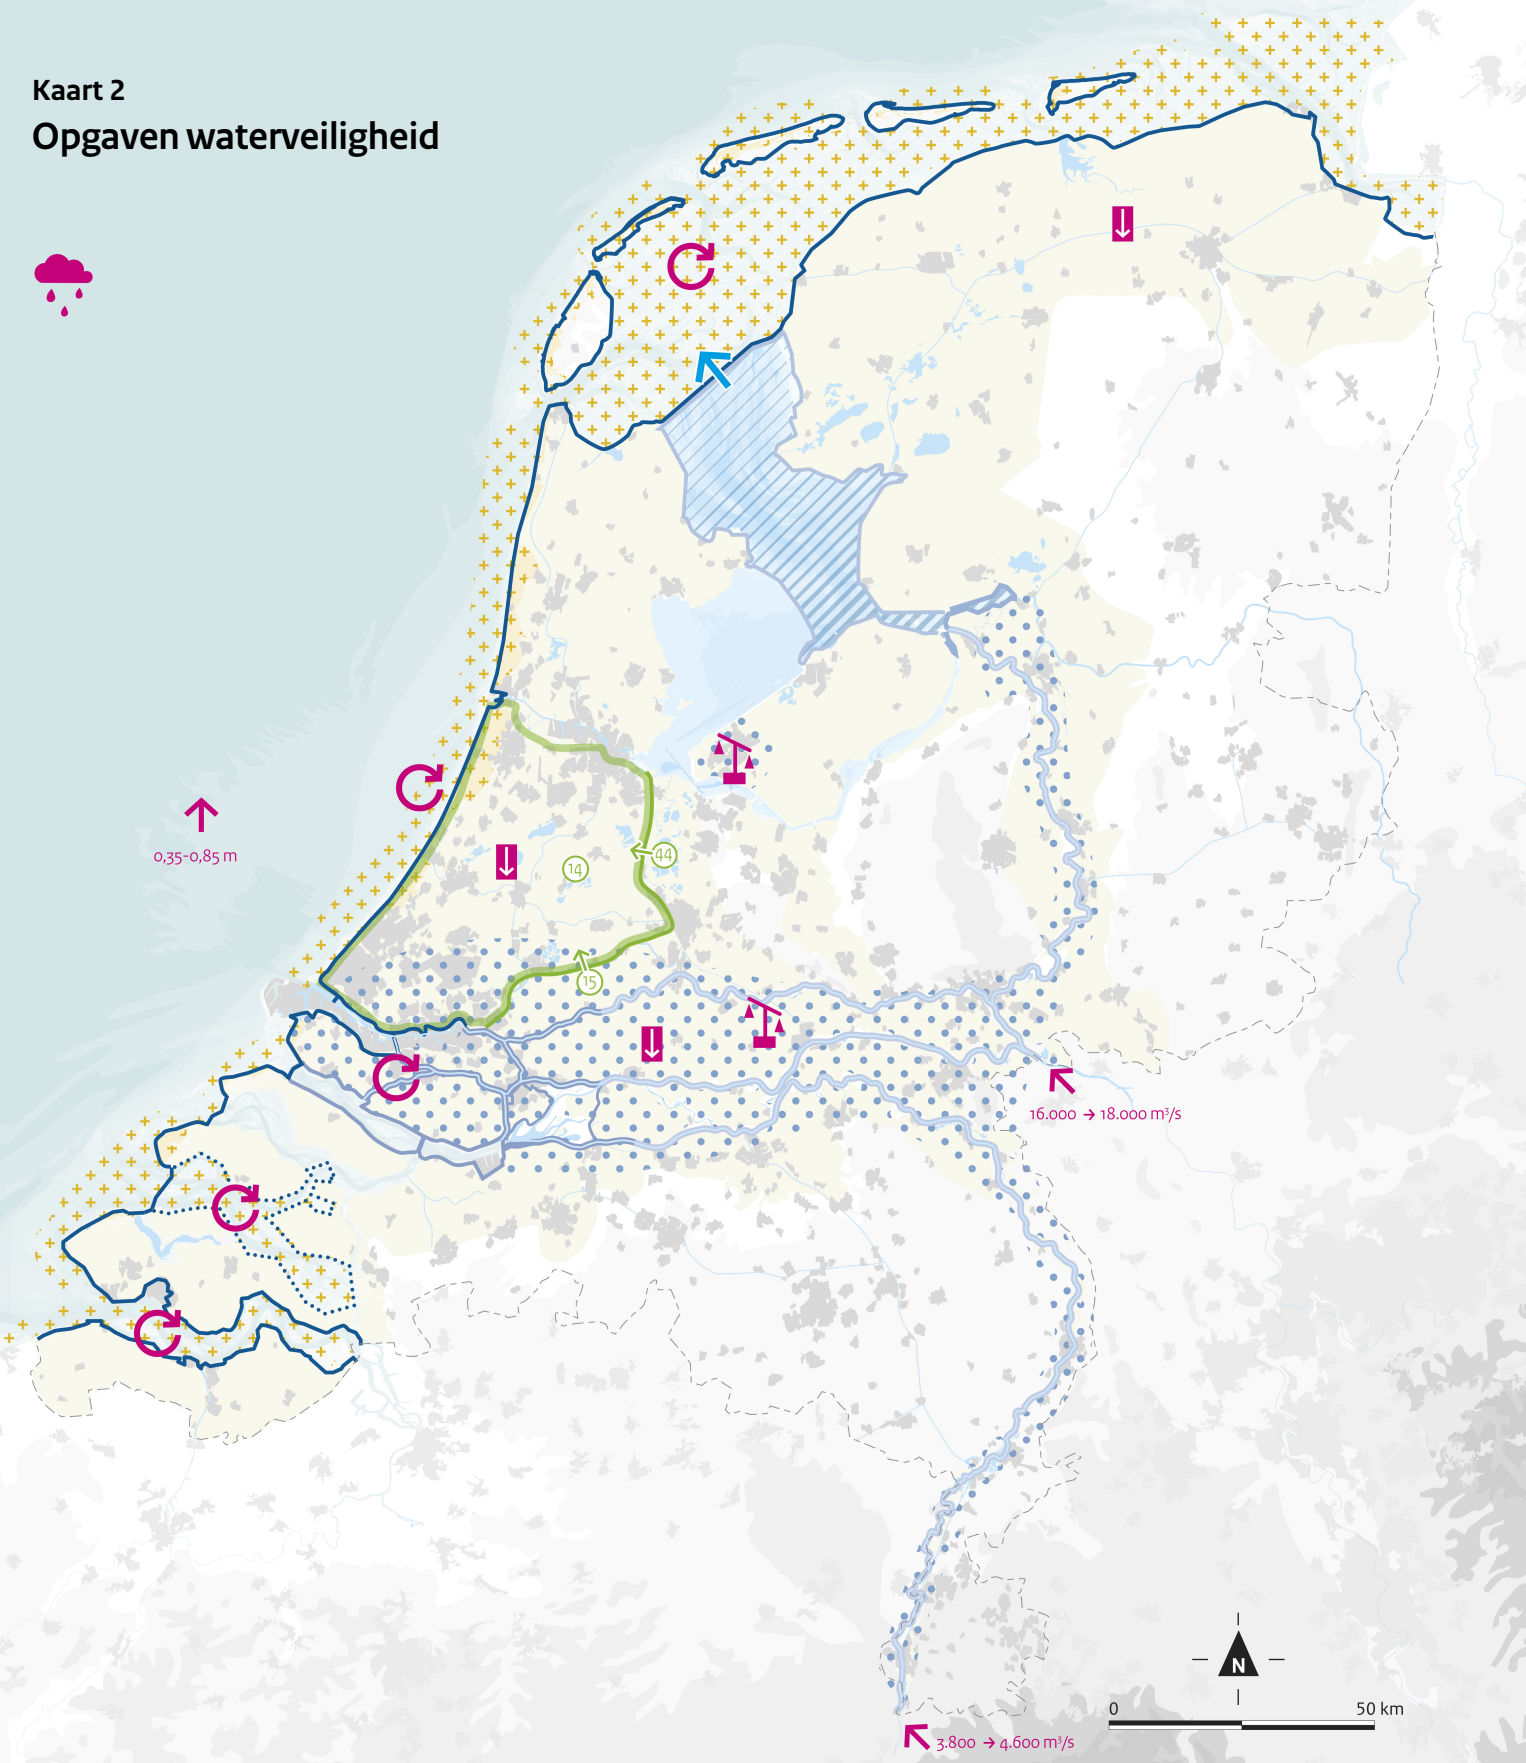 Kaart 2
Opgaven waterveiligheid
0,35-0,85 m
14
44
15
16.000 → 18.000 m³/s
N
0 50 km
3.800 → 4.600 m³/s